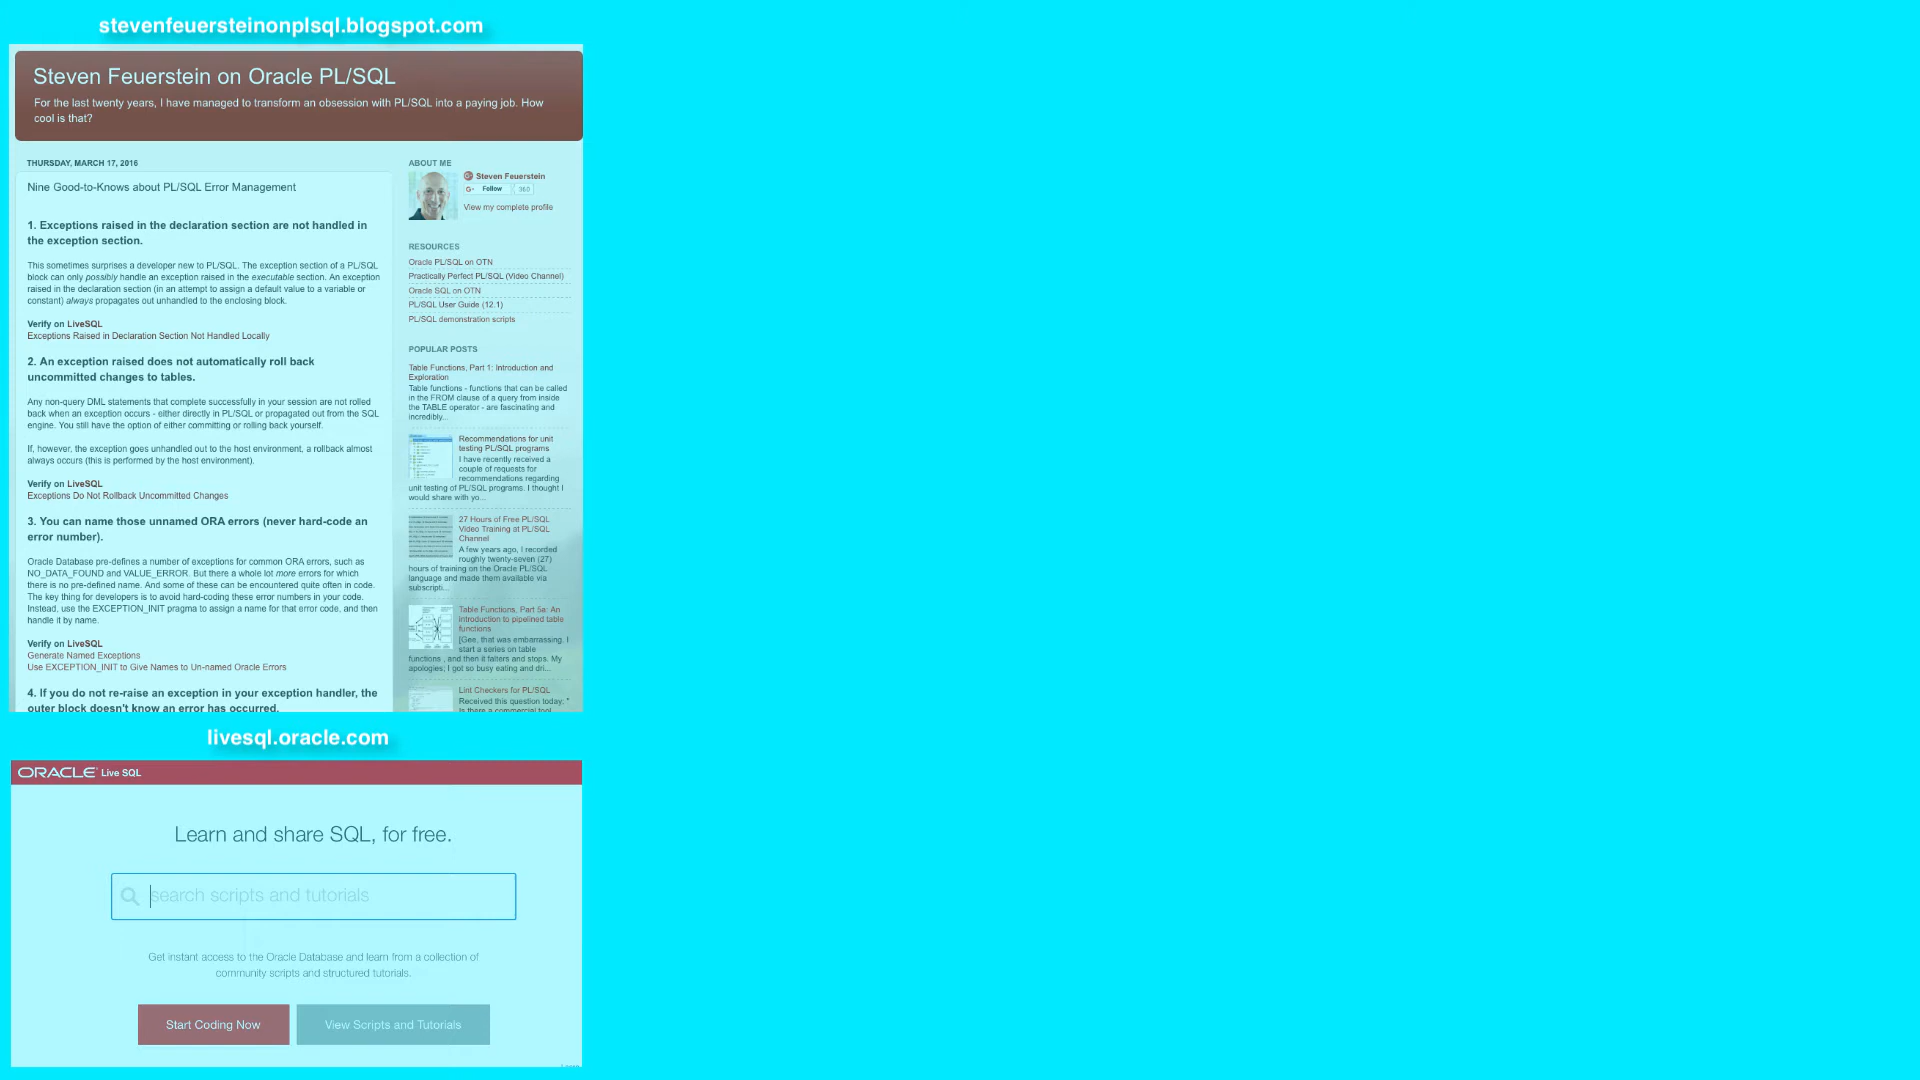 stevenfeuersteinonplsql.blogspot.com
Steven Feuerstein on Oracle PL/SQL
For the last twenty years, I have managed to transform an obsession with PL/SQL into a paying job. How
cool is that?
THURSDAY, MARCH 17, 2016
Nine Good-to-Knows about PL/SQL Error Management
1. Exceptions raised in the declaration section are not handled in
the exception section.
This sometimes surprises a developer new to PL/SQL. The exception section of a PL/SQL
block can only possibly handle an exception raised in the executable section. An exception
raised in the declaration section (in an attempt to assign a default value to a variable or
constant) always propagates out unhandled to the enclosing block.
Verify on LiveSQL
Exceptions Raised in Declaration Section Not Handled Locally
2. An exception raised does not automatically roll back
uncommitted changes to tables.
Any non-query DML statements that complete successfully in your session are not rolled
back when an exception occurs - either directly in PL/SQL or propagated out from the SQL
engine. You still have the option of either committing or rolling back yourself.
If, however, the exception goes unhandled out to the host environment, a rollback almost
always occurs (this is performed by the host environment).
Verify on LiveSQL
Exceptions Do Not Rollback Uncommitted Changes
3. You can name those unnamed ORA errors (never hard-code an
error number).
Oracle Database pre-defines a number of exceptions for common ORA errors, such as
NO_DATA_FOUND and VALUE_ERROR. But there a whole lot more errors for which
there is no pre-defined name. And some of these can be encountered quite often in code.
The key thing for developers is to avoid hard-coding these error numbers in your code.
Instead, use the EXCEPTION_INIT pragma to assign a name for that error code, and then
handle it by name.
Verify on LiveSQL
Generate Named Exceptions
Use EXCEPTION_INIT to Give Names to Un-named Oracle Errors
4. If you do not re-raise an exception in your exception handler, the
outer block doesn't know an error has occurred.
ABOUT ME
Steven Feuerstein
G+ Follow 360
View my complete profile
RESOURCES
Oracle PL/SQL on OTN
Practically Perfect PL/SQL (Video Channel)
Oracle SQL on OTN
PL/SQL User Guide (12.1)
PL/SQL demonstration scripts
POPULAR POSTS
Table Functions, Part 1: Introduction and
Exploration
Table functions - functions that can be called
in the FROM clause of a query from inside
the TABLE operator - are fascinating and
incredibly...
Recommendations for unit
testing PL/SQL programs
I have recently received a
couple of requests for
recommendations regarding
unit testing of PL/SQL programs. I thought I
would share with yo...
27 Hours of Free PL/SQL
Video Training at PL/SQL
Channel
A few years ago, I recorded
roughly twenty-seven (27)
hours of training on the Oracle PL/SQL
language and made them available via
subscripti...
Table Functions, Part 5a: An
introduction to pipelined table
functions
[Gee, that was embarrassing. I
start a series on table
functions , and then it falters and stops. My
apologies; I got so busy eating and dri...
Lint Checkers for PL/SQL
Received this question today: "
Is there a commercial tool
livesql.oracle.com
ORACLE Live SQL
Learn and share SQL, for free.
search scripts and tutorials
Get instant access to the Oracle Database and learn from a collection of
community scripts and structured tutorials.
Start Coding Now
View Scripts and Tutorials